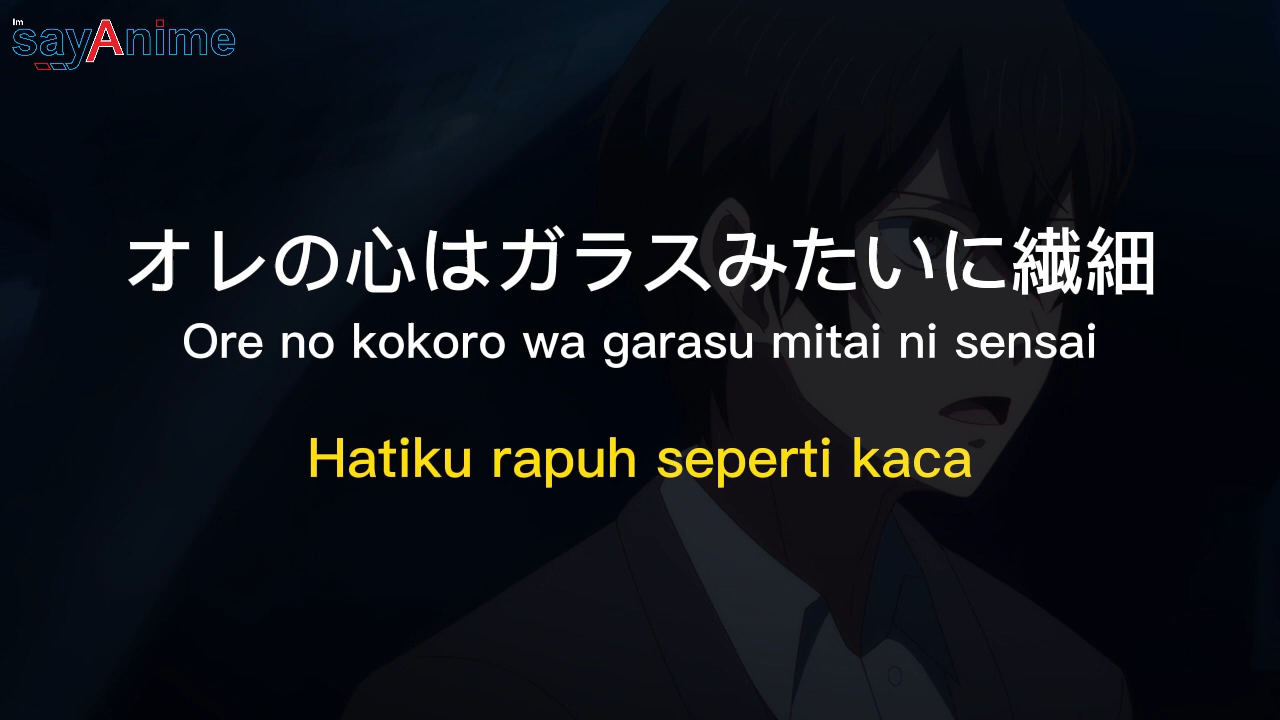 Im
sayAnime
オレの心はガラスみたいに繊細
Ore no kokoro wa garasu mitai ni sensai
Hatiku rapuh seperti kaca